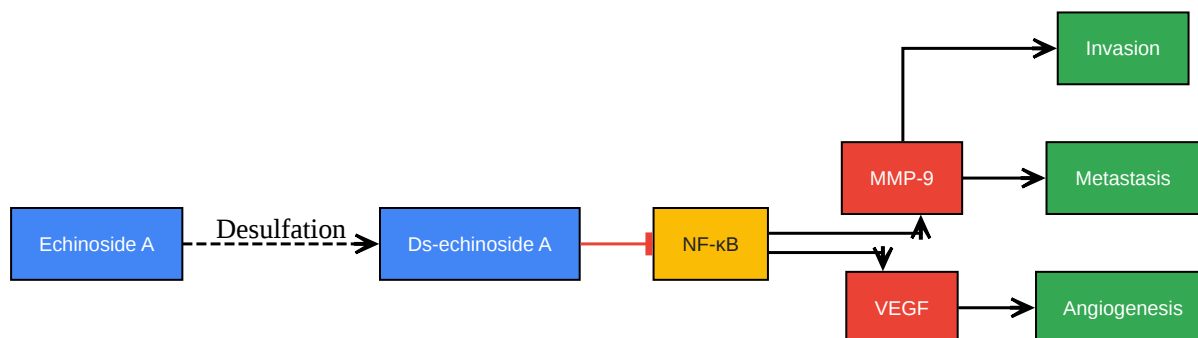 Invasion
MMP-9
Metastasis
Echinoside A
Desulfation
Ds-echinoside A
NF-κB
VEGF
Angiogenesis